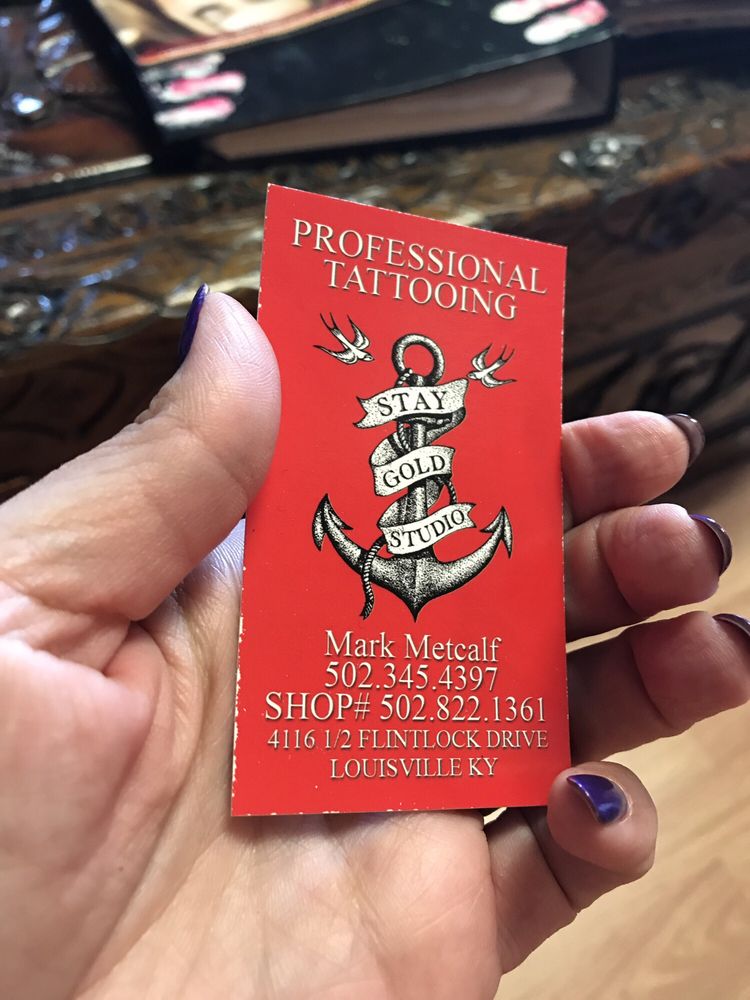 PROFESSIONAL
TATTOOING
STAY
GOLD
STUDIO
Mark Metcalf
502.345.4397
SHOP# 502.822.1361
4116 1/2 FLINTLOCK DRIVE
LOUISVILLE KY